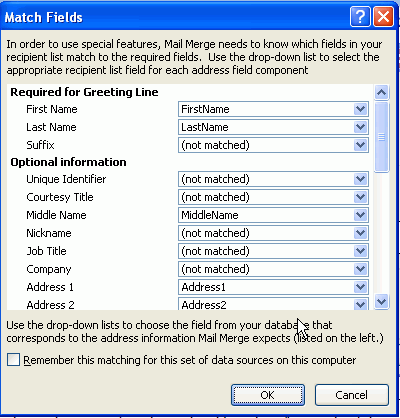 Match Fields
In order to use special features, Mail Merge needs to know which fields in your
recipient list match to the required fields. Use the drop-down list to select the
appropriate recipient list field for each address field component
Required for Greeting Line
First Name FirstName
Last Name LastName
Suffix (not matched)
Optional information
Unique Identifier (not matched)
Courtesy Title (not matched)
Middle Name MiddleName
Nickname (not matched)
Job Title (not matched)
Company (not matched)
Address 1 Address1
Address 2 Address2
Use the drop-down lists to choose the field from your database that
corresponds to the address information Mail Merge expects (listed on the left.)
Remember this matching for this set of data sources on this computer
OK Cancel